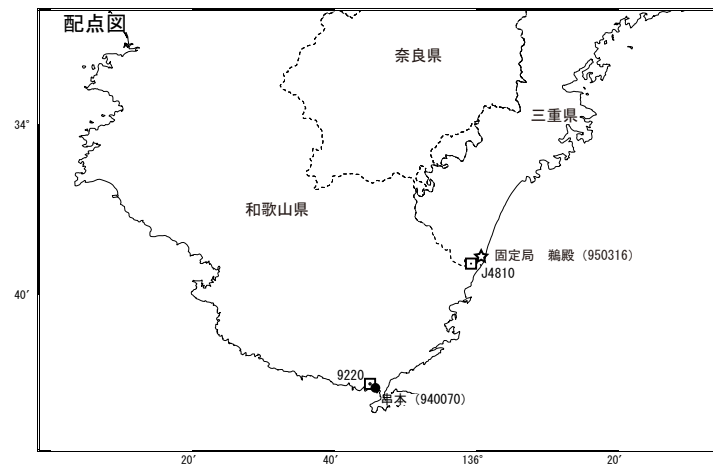 配点図
奈良県
34°
三重県
和歌山県
固定局　鵜殿（950316）
J4810
40′
9220
串本（940070）
20′
40′
136°
20′